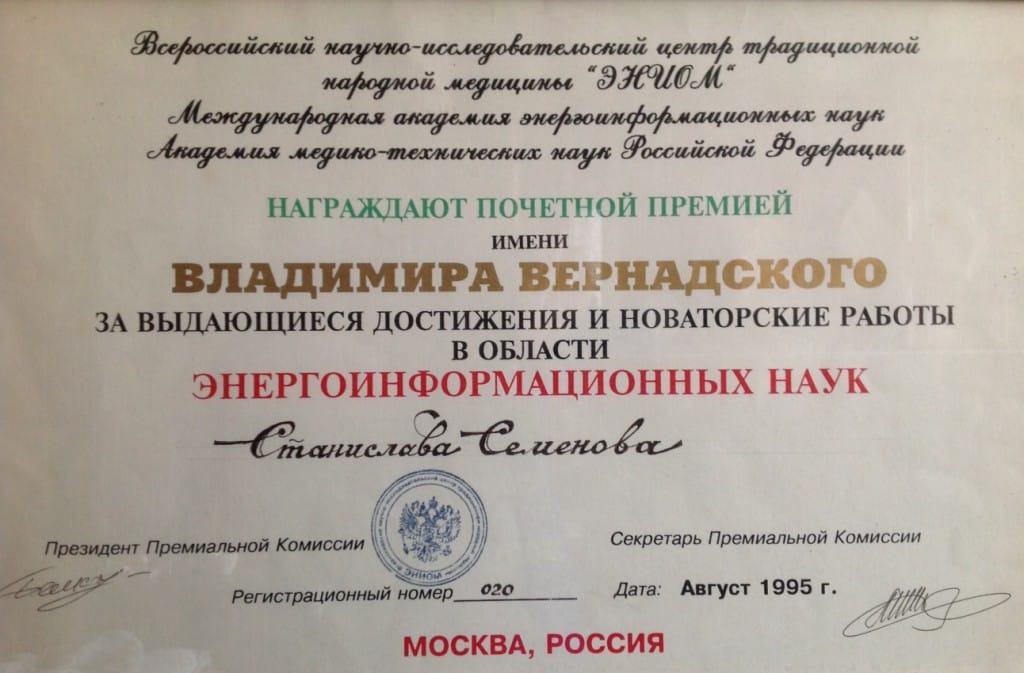 Всероссийский научно-исследовательский центр традиционной
народной медицины "ЭНИОМ"
Международная академия энергоинформационных наук
Академия медико-технических наук Российской Федерации
НАГРАЖДАЮТ ПОЧЕТНОЙ ПРЕМИЕЙ
ИМЕНИ
ВЛАДИМИРА ВЕРНАДСКОГО
ЗА ВЫДАЮЩИЕСЯ ДОСТИЖЕНИЯ И НОВАТОРСКИЕ РАБОТЫ
В ОБЛАСТИ
ЭНЕРГОИНФОРМАЦИОННЫХ НАУК
Станислава Семенова
Президент Премиальной Комиссии
Секретарь Премиальной Комиссии
ЭНИОМ
Регистрационный номер 020
Дата: Август 1995 г.
МОСКВА, РОССИЯ